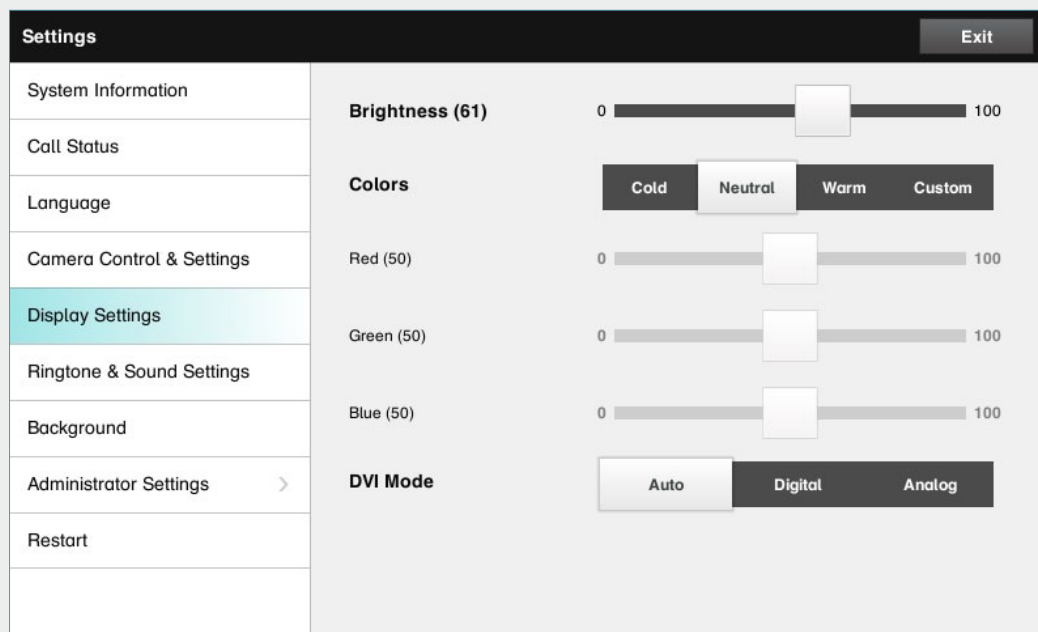 Settings
Exit
System Information
Call Status
Language
Camera Control & Settings
Display Settings
Ringtone & Sound Settings
Background
Administrator Settings
Restart
Brightness (61)
0
100
Colors
Cold
Neutral
Warm
Custom
Red (50)
0
100
Green (50)
0
100
Blue (50)
0
100
DVI Mode
Auto
Digital
Analog